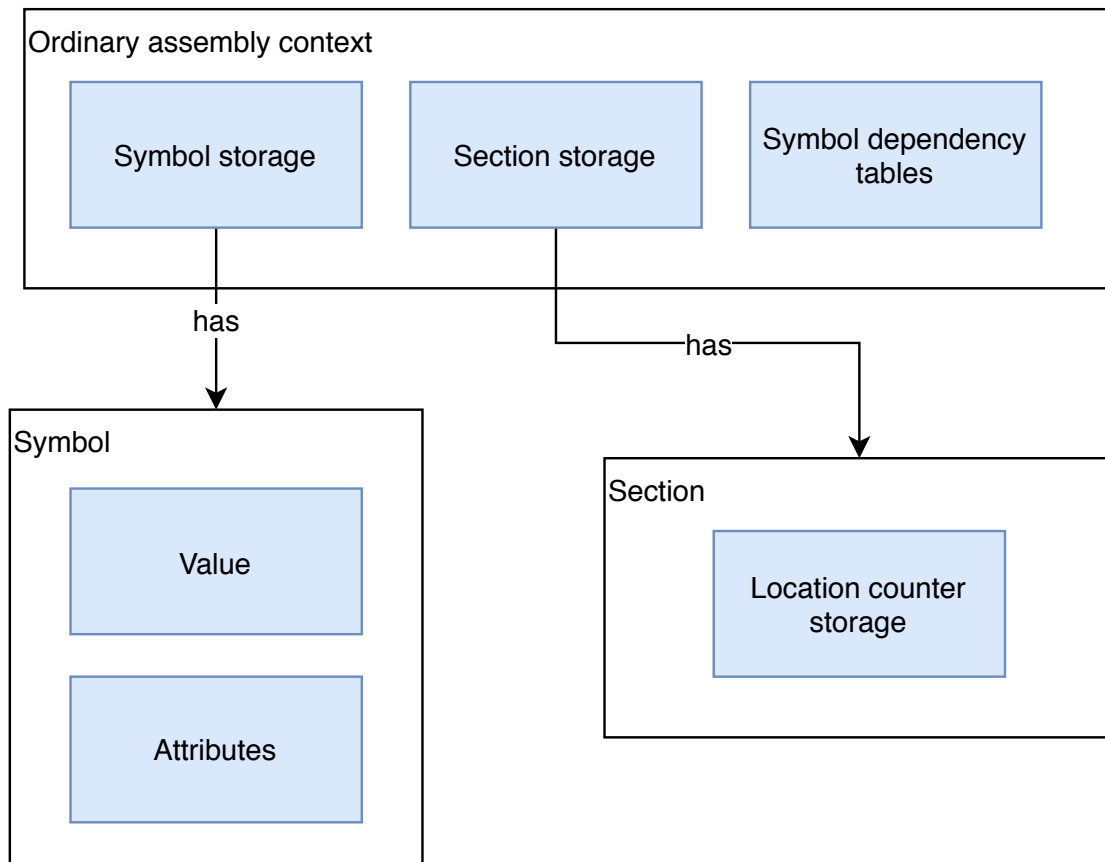 Ordinary assembly context
Symbol storage
Section storage
Symbol dependency
tables
has
has
Symbol
Value
Attributes
Section
Location counter
storage